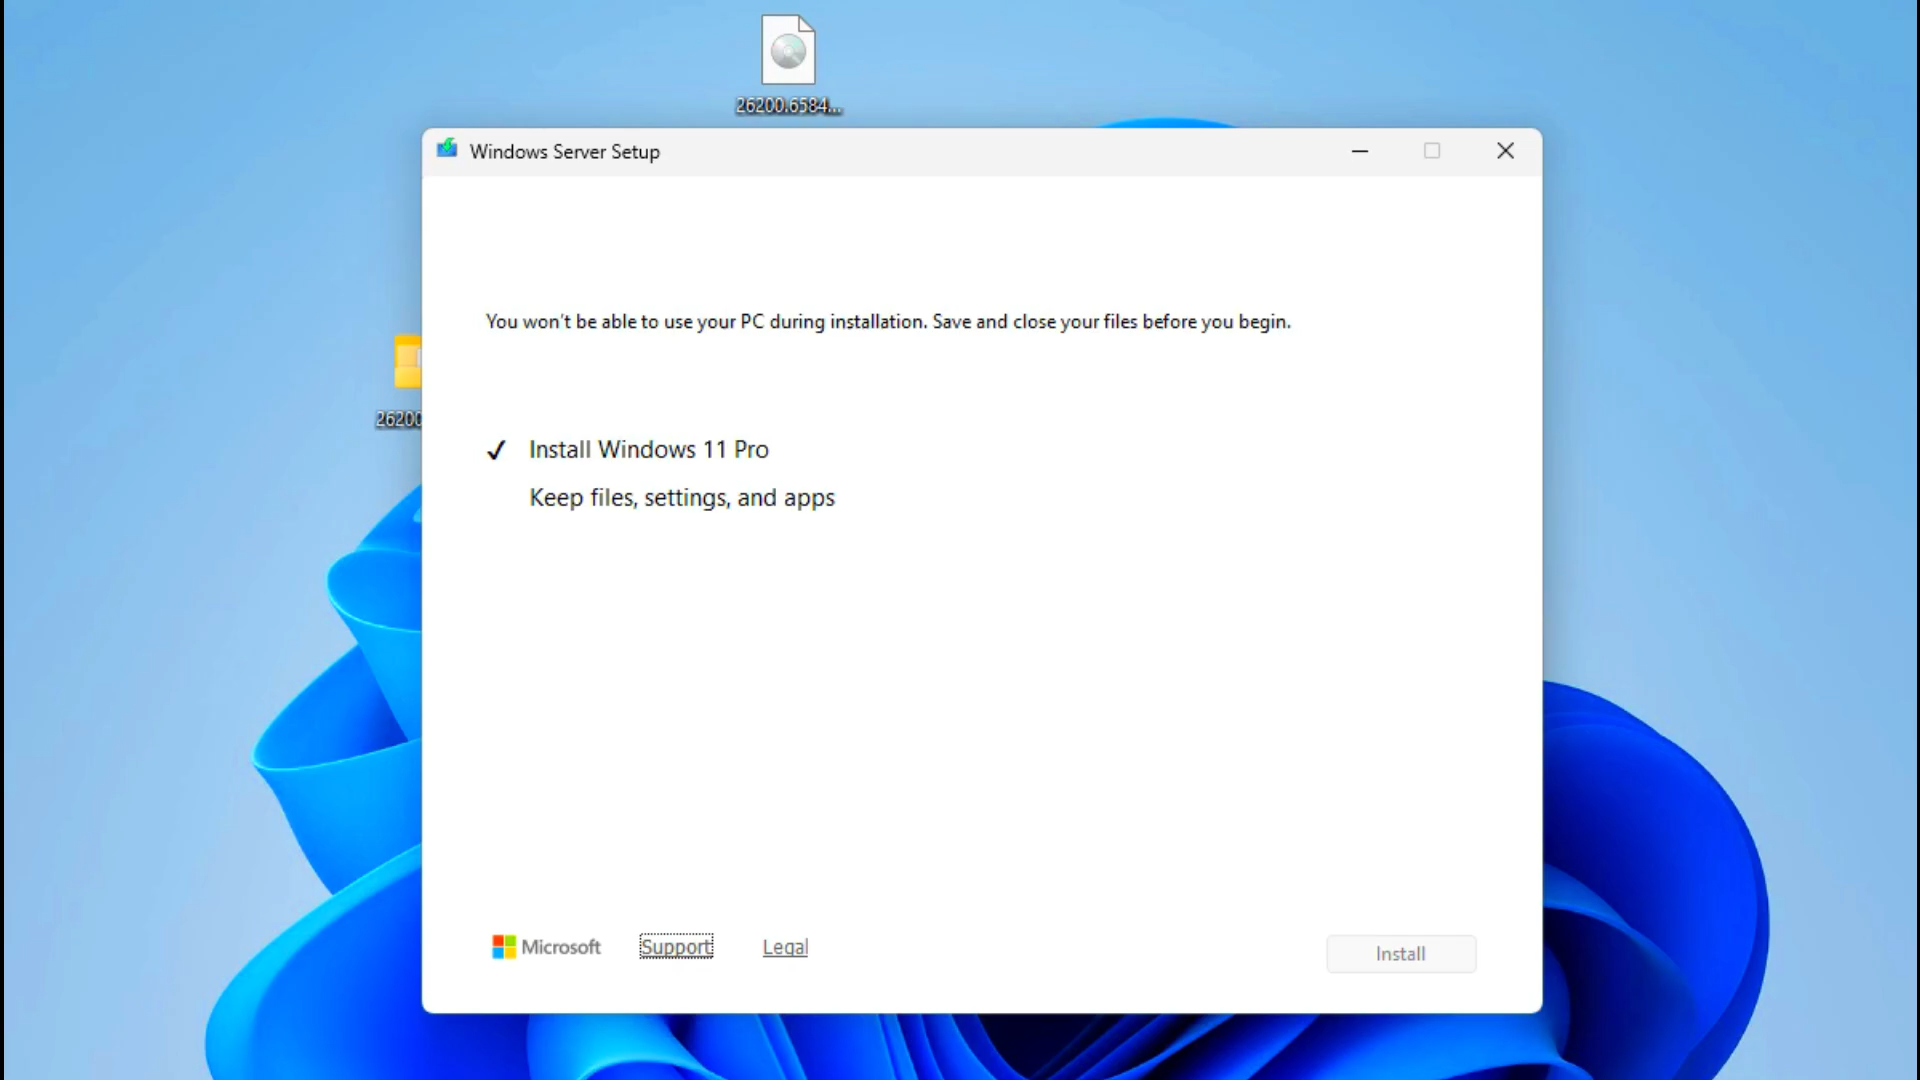 26200.6584...
Windows Server Setup
You won't be able to use your PC during installation. Save and close your files before you begin.
26200
✓ Install Windows 11 Pro
Keep files, settings, and apps
Microsoft Support Legal
Install